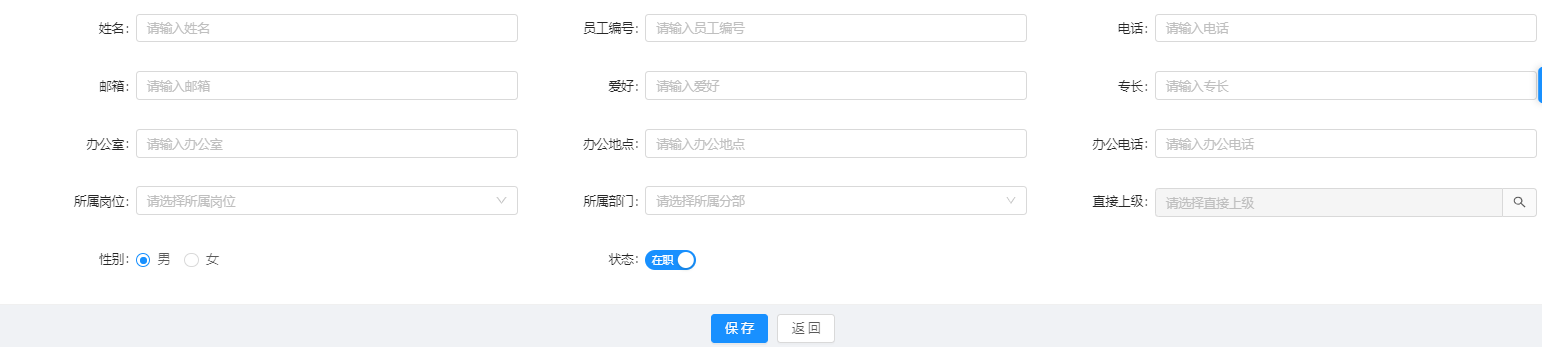 姓名: 请输入姓名 员工编号: 请输入员工编号 电话: 请输入电话
邮箱: 请输入邮箱 爱好: 请输入爱好 专长: 请输入专长
办公室: 请输入办公室 办公地点: 请输入办公地点 办公电话: 请输入办公电话
所属岗位: 请选择所属岗位 所属部门: 请选择所属分部 直接上级: 请选择直接上级
性别: 男 女 状态: 在职
保存 返回